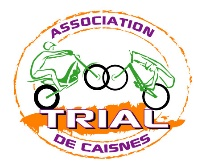 ASSOCIATION
TRIAL
DE CAISNES